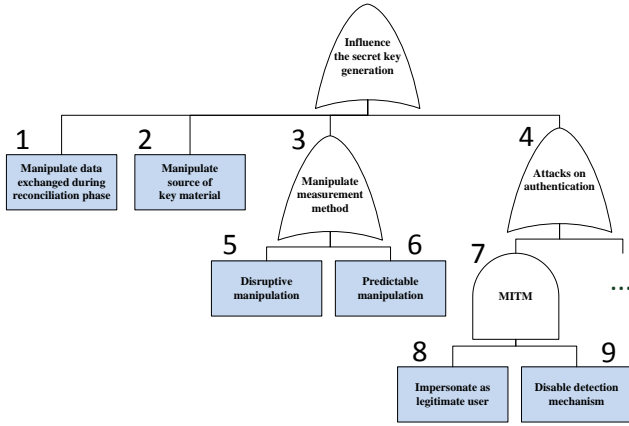 Influence
the secret key
generation
1
Manipulate data
exchanged during
reconciliation phase
2
Manipulate
source of
key material
3
Manipulate
measurement
method
4
Attacks on
authentication
5
Disruptive
manipulation
6
Predictable
manipulation
7
MITM
...
8
Impersonate as
legitimate user
9
Disable detection
mechanism